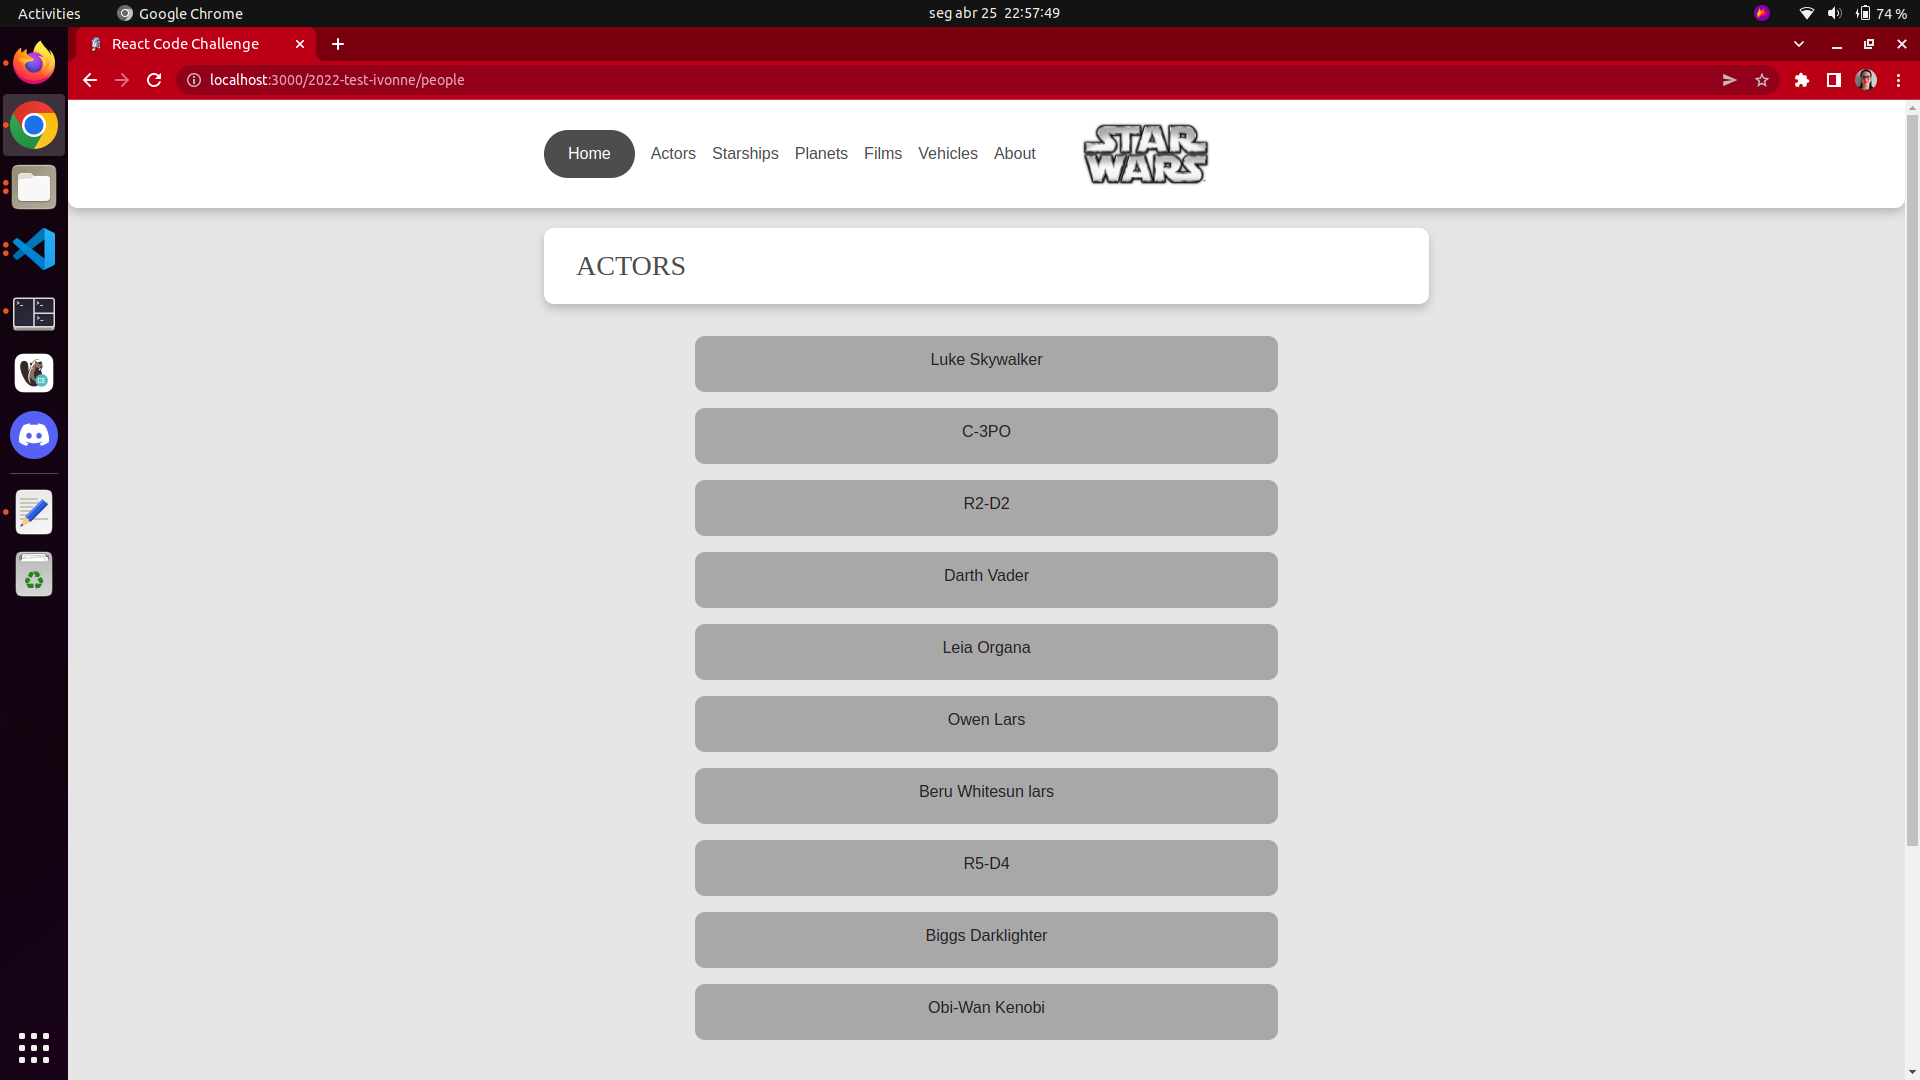 Activities
Google Chrome
seg abr 25 22:57:49
74 %
React Code Challenge
localhost:3000/2022-test-ivonne/people
Home
Actors
Starships
Planets
Films
Vehicles
About
STAR
WARS
ACTORS
Luke Skywalker
C-3PO
R2-D2
Darth Vader
Leia Organa
Owen Lars
Beru Whitesun lars
R5-D4
Biggs Darklighter
Obi-Wan Kenobi